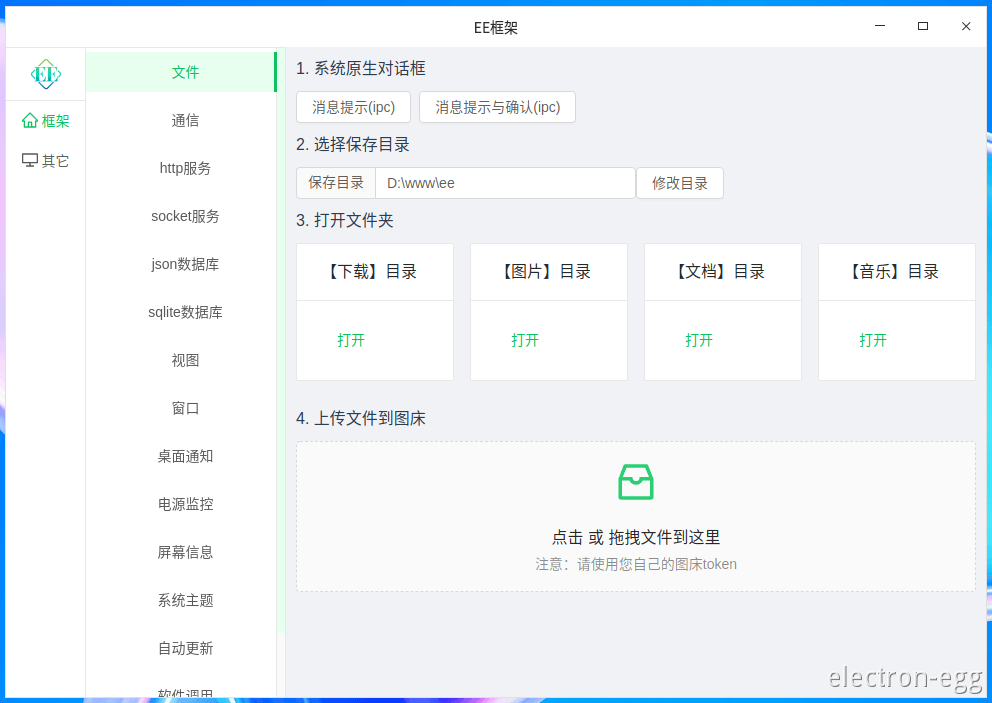 EE框架
EE
框架
其它
文件
通信
http服务
socket服务
json数据库
sqlite数据库
视图
窗口
桌面通知
电源监控
屏幕信息
系统主题
自动更新
软件调用
1. 系统原生对话框
消息提示(ipc)
消息提示与确认(ipc)
2. 选择保存目录
保存目录 D:\www\ee 修改目录
3. 打开文件夹
【下载】目录
打开
【图片】目录
打开
【文档】目录
打开
【音乐】目录
打开
4. 上传文件到图床
点击 或 拖拽文件到这里
注意：请使用您自己的图床token
electron-egg